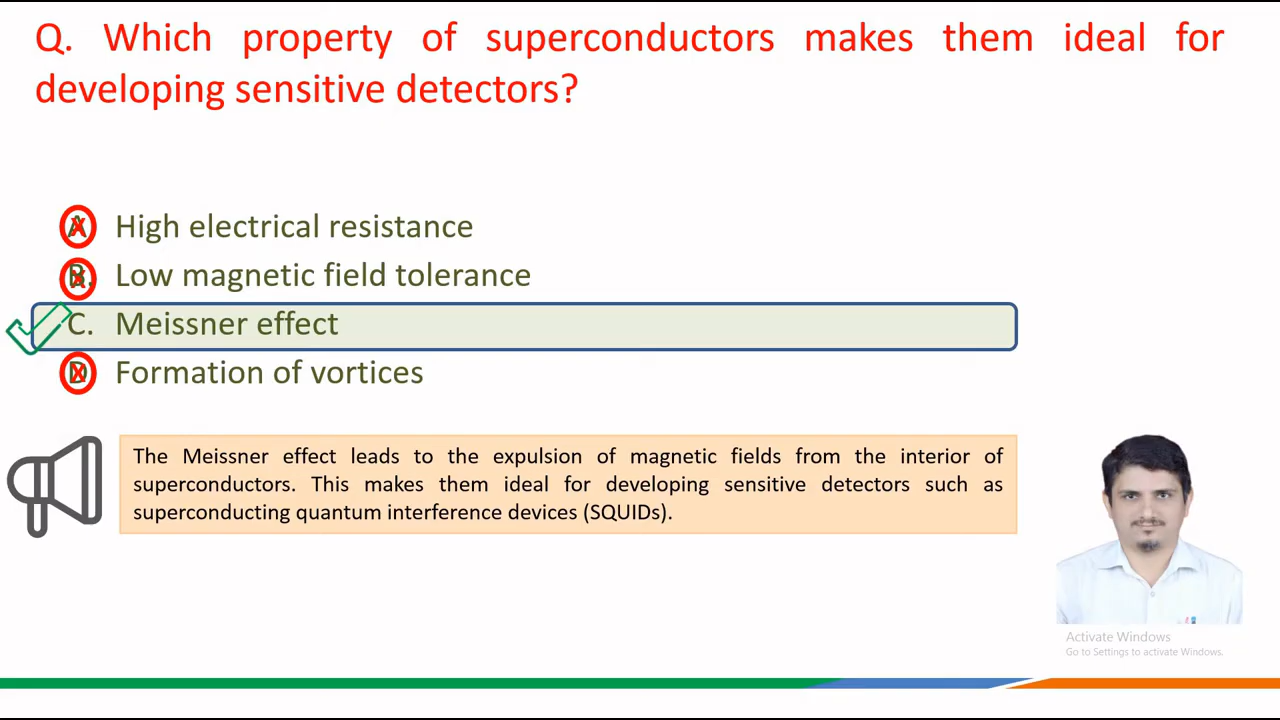 Q. Which property of superconductors makes them ideal for
developing sensitive detectors?
A. High electrical resistance
B. Low magnetic field tolerance
C. Meissner effect
D. Formation of vortices
The Meissner effect leads to the expulsion of magnetic fields from the interior of
superconductors. This makes them ideal for developing sensitive detectors such as
superconducting quantum interference devices (SQUIDs).
Activate Windows
Go to Settings to activate Windows.